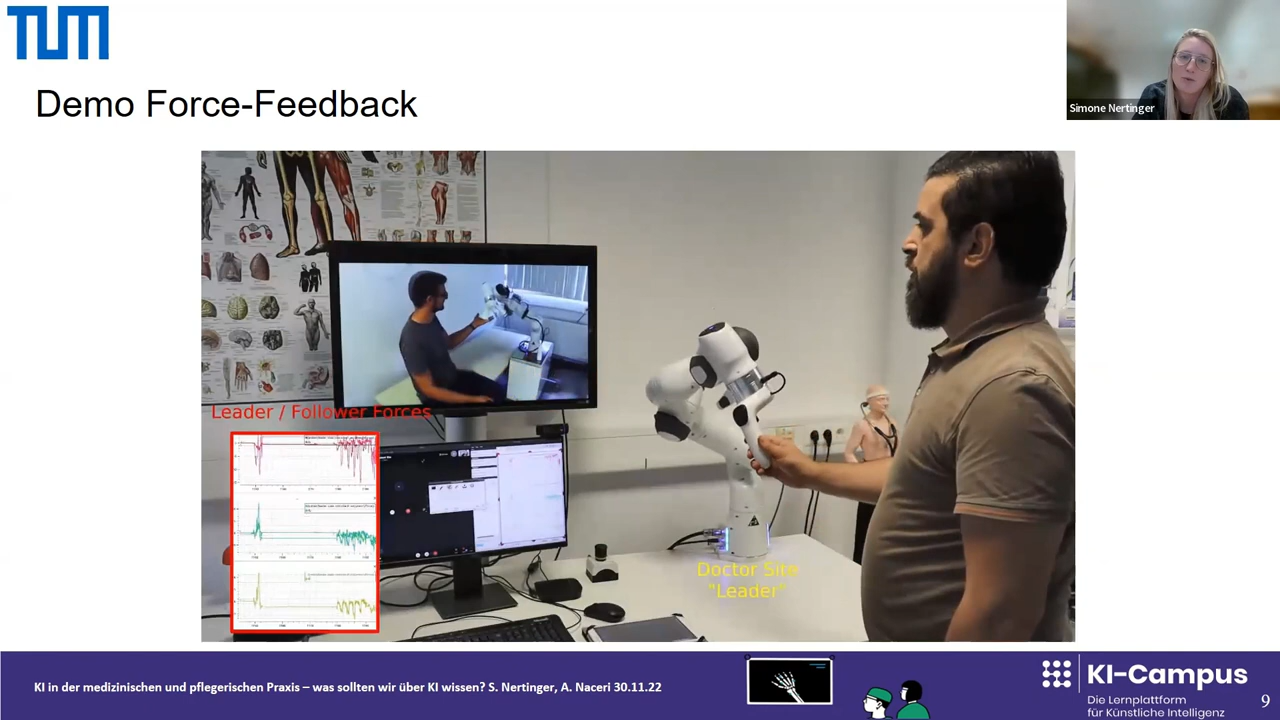 TUM
Demo Force-Feedback
Simone Nertinger
Leader / Follower Forces
Doctor Site
"Leader"
KI in der medizinischen und pflegerischen Praxis – was sollten wir über KI wissen? S. Nertinger, A. Naceri 30.11.22
KI-Campus
Die Lernplattform
für Künstliche Intelligenz
9